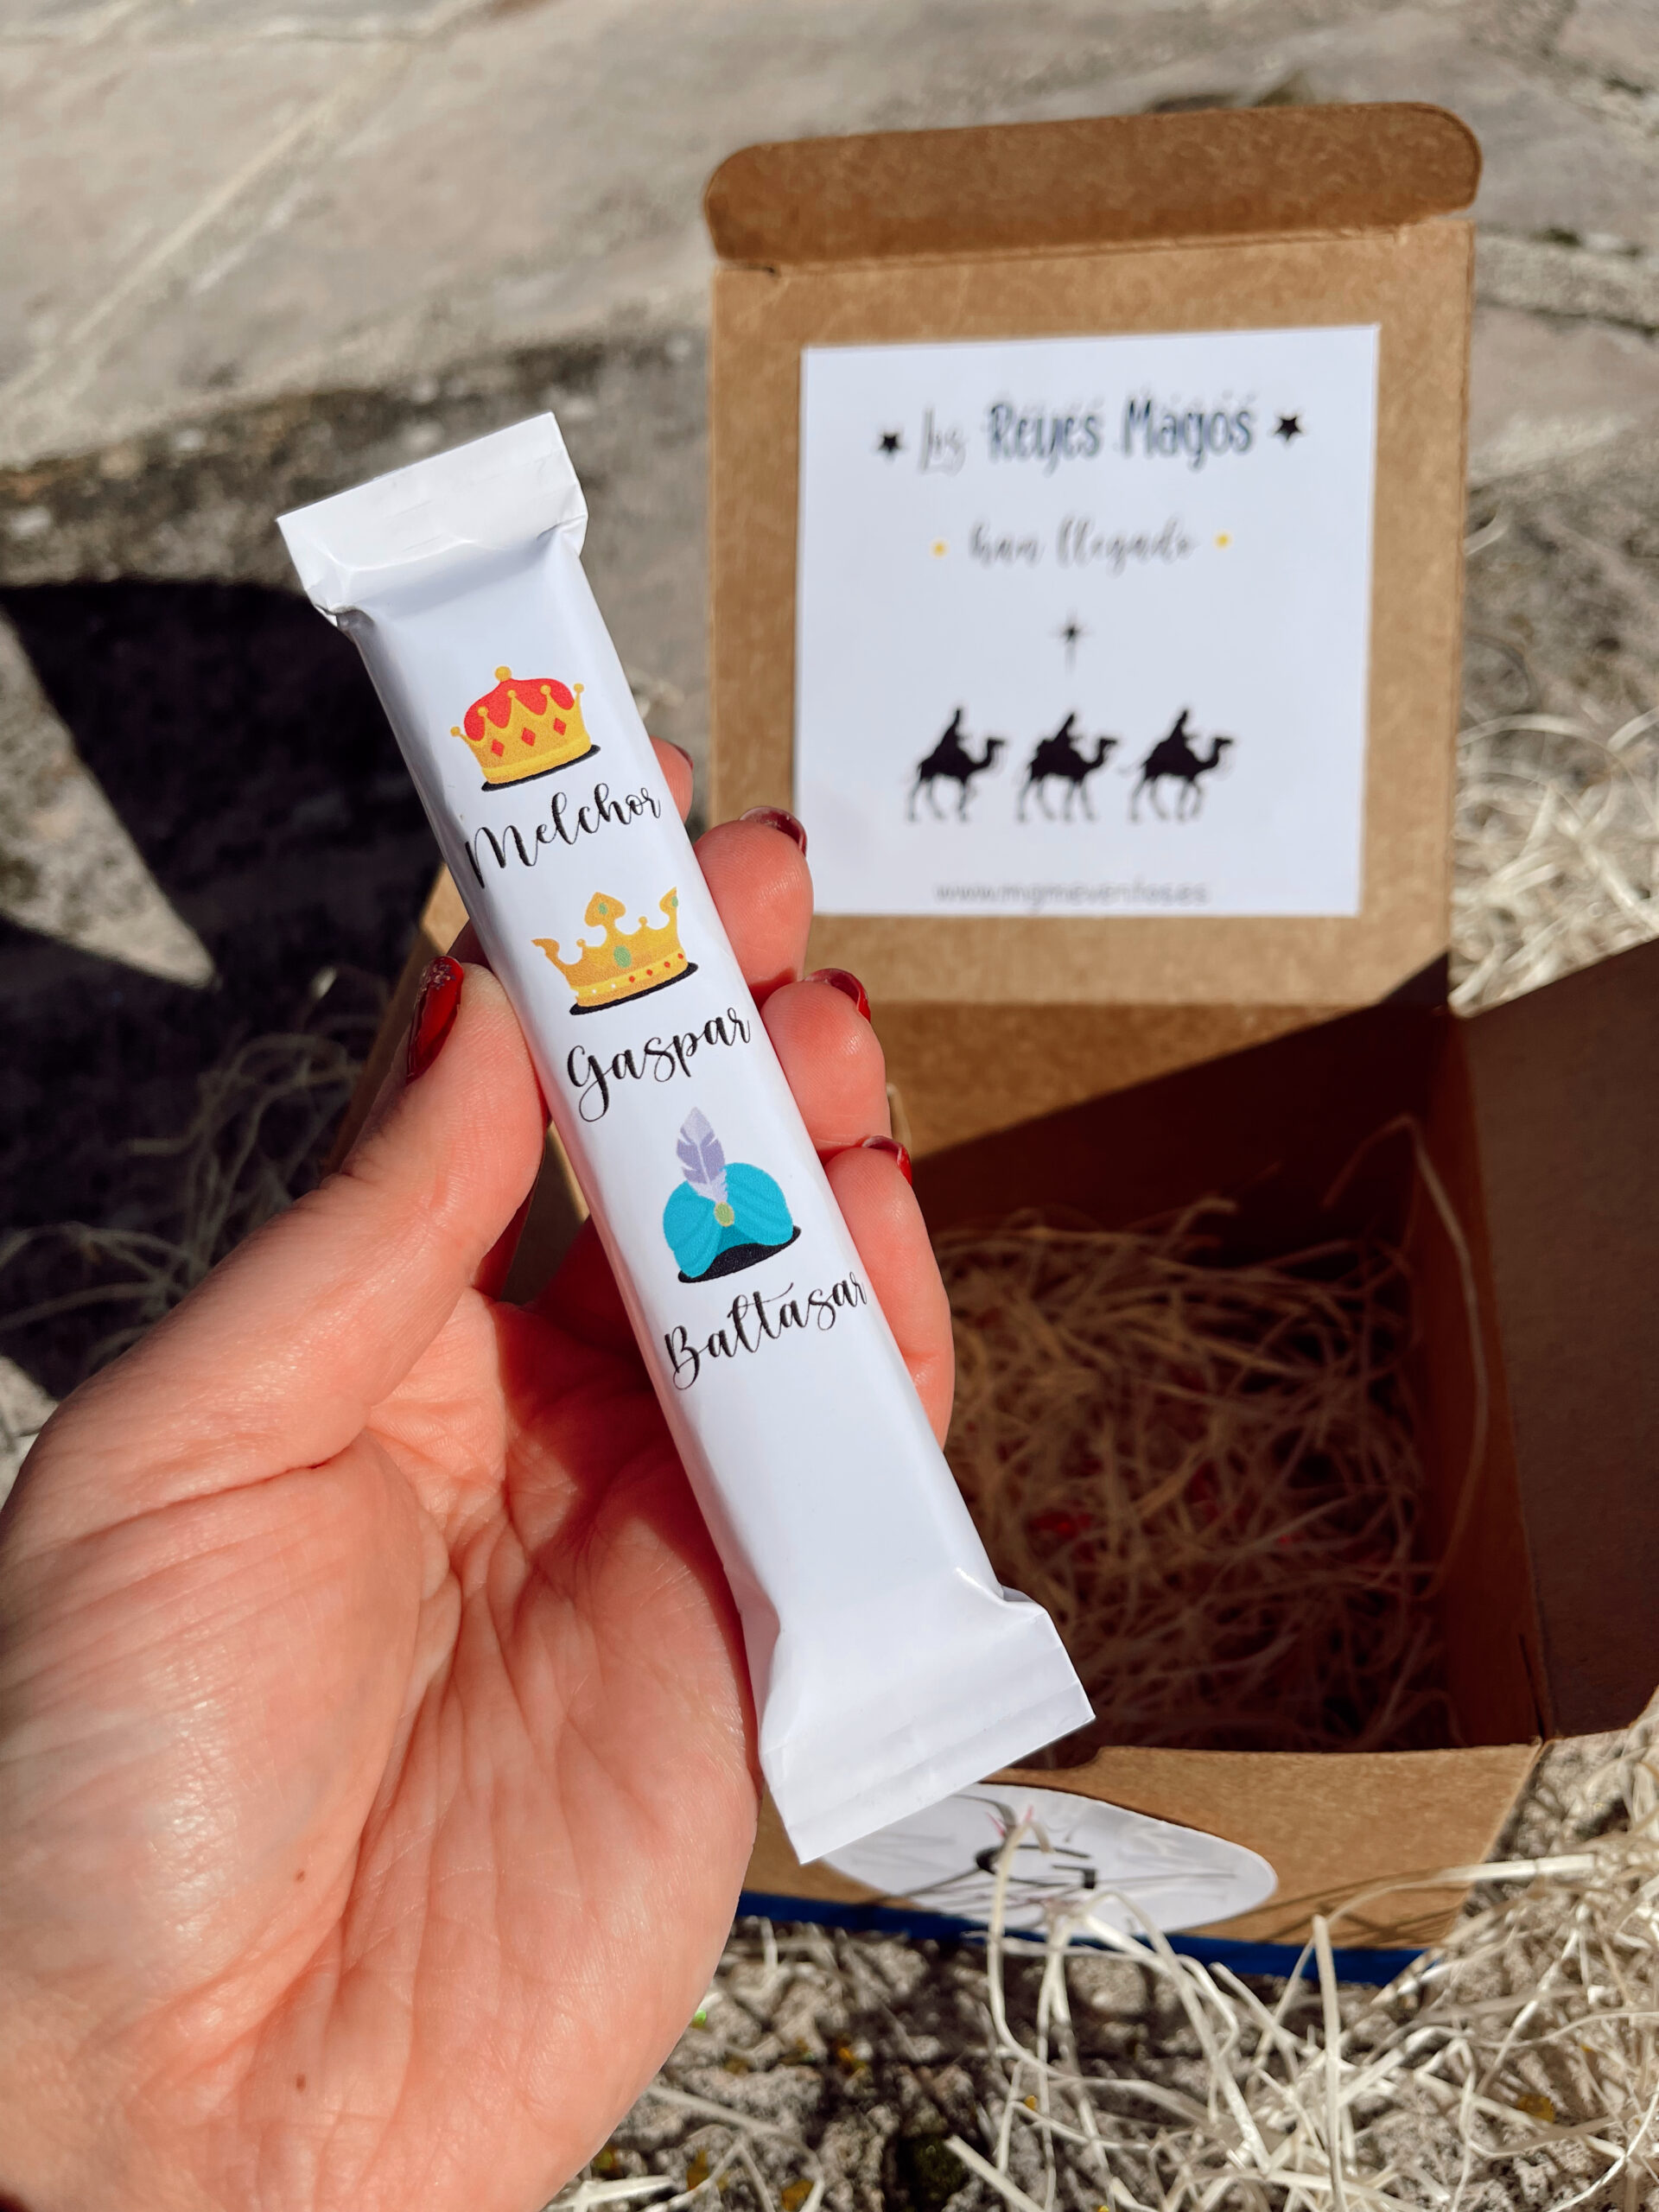 Melchor
Gaspar
Baltasar
Los Reyes Magos
han llegado
www.mgmeventos.es